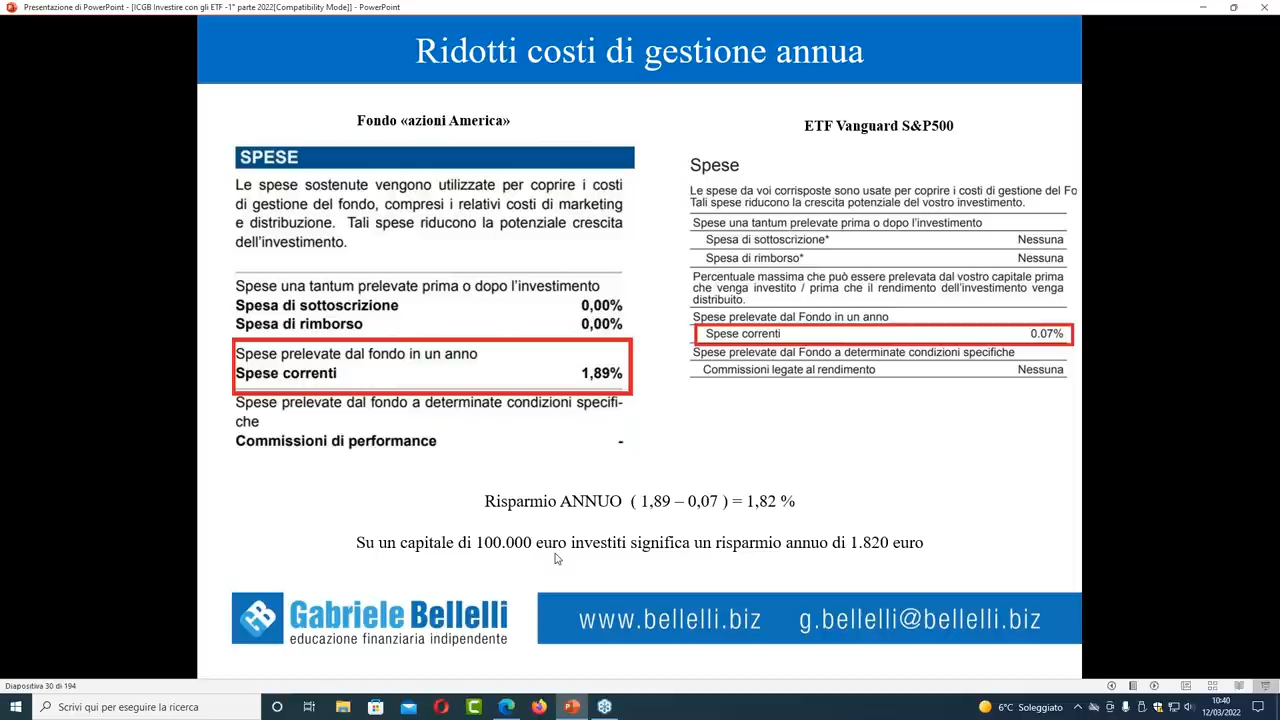 Presentazione di PowerPoint - [ICGB Investire con gli ETF -1° parte 2022[Compatibility Mode]] - PowerPoint
Ridotti costi di gestione annua
Fondo «azioni America»
SPESE
Le spese sostenute vengono utilizzate per coprire i costi
di gestione del fondo, compresi i relativi costi di marketing
e distribuzione. Tali spese riducono la potenziale crescita
dell'investimento.
Spese una tantum prelevate prima o dopo l'investimento
Spesa di sottoscrizione 0,00%
Spesa di rimborso 0,00%
Spese prelevate dal fondo in un anno
Spese correnti 1,89%
Spese prelevate dal fondo a determinate condizioni specifi-
che
Commissioni di performance -
ETF Vanguard S&P500
Spese
Le spese da voi corrisposte sono usate per coprire i costi di gestione del Fo
Tali spese riducono la crescita potenziale del vostro investimento.
Spese una tantum prelevate prima o dopo l'investimento
Spesa di sottoscrizione* Nessuna
Spesa di rimborso* Nessuna
Percentuale massima che può essere prelevata dal vostro capitale prima
che venga investito / prima che il rendimento dell'investimento venga
distribuito.
Spese prelevate dal Fondo in un anno
Spese correnti 0.07%
Spese prelevate dal Fondo a determinate condizioni specifiche
Commissioni legate al rendimento Nessuna
Risparmio ANNUO ( 1,89 – 0,07 ) = 1,82 %
Su un capitale di 100.000 euro investiti significa un risparmio annuo di 1.820 euro
Gabriele Bellelli
educazione finanziaria indipendente
www.bellelli.biz g.bellelli@bellelli.biz
Diapositiva 30 di 194
Scrivi qui per eseguire la ricerca
6°C Soleggiato
10:40
12/03/2022